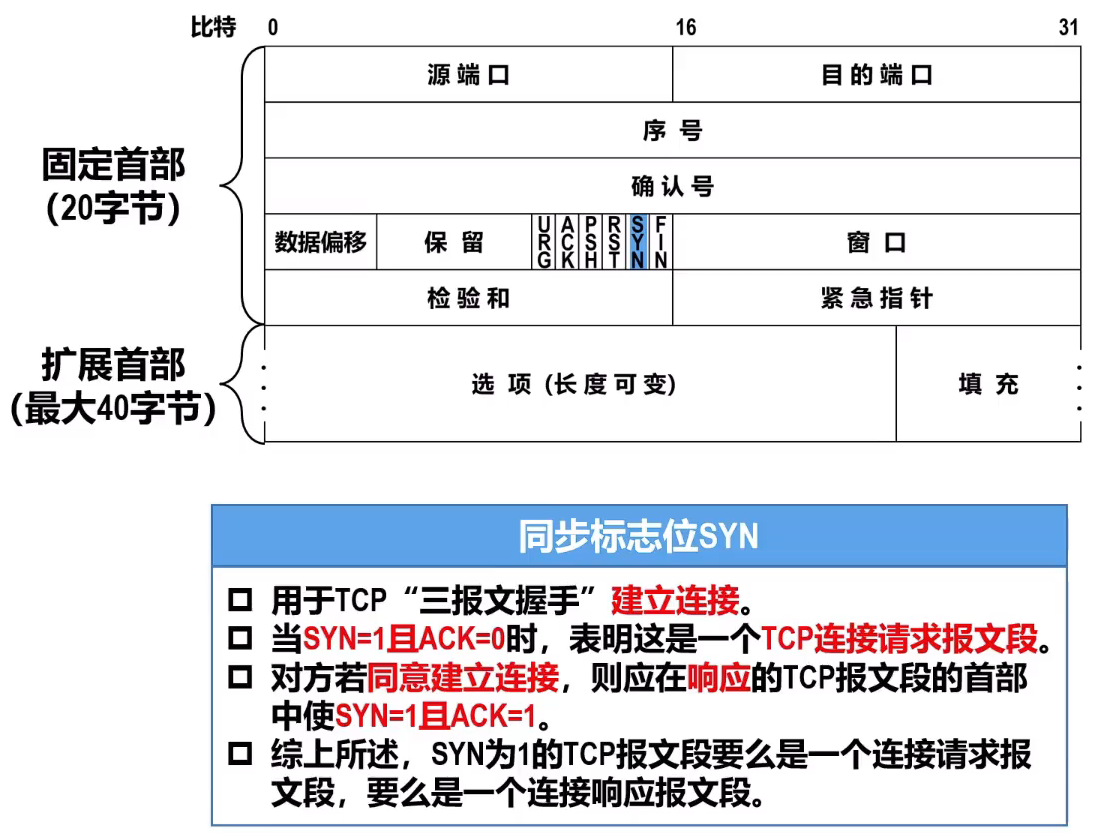 比特 0 16 31
源端口 目的端口
序号
确认号
固定首部
(20字节)
数据偏移 保留 URG ACK PSH RST SYN FIN 窗口
检验和 紧急指针
扩展首部
(最大40字节)
选项 (长度可变) 填充
同步标志位SYN
用于TCP“三报文握手”建立连接。
当SYN=1且ACK=0时，表明这是一个TCP连接请求报文段。
对方若同意建立连接，则应在响应的TCP报文段的首部
中使SYN=1且ACK=1。
综上所述，SYN为1的TCP报文段要么是一个连接请求报
文段，要么是一个连接响应报文段。